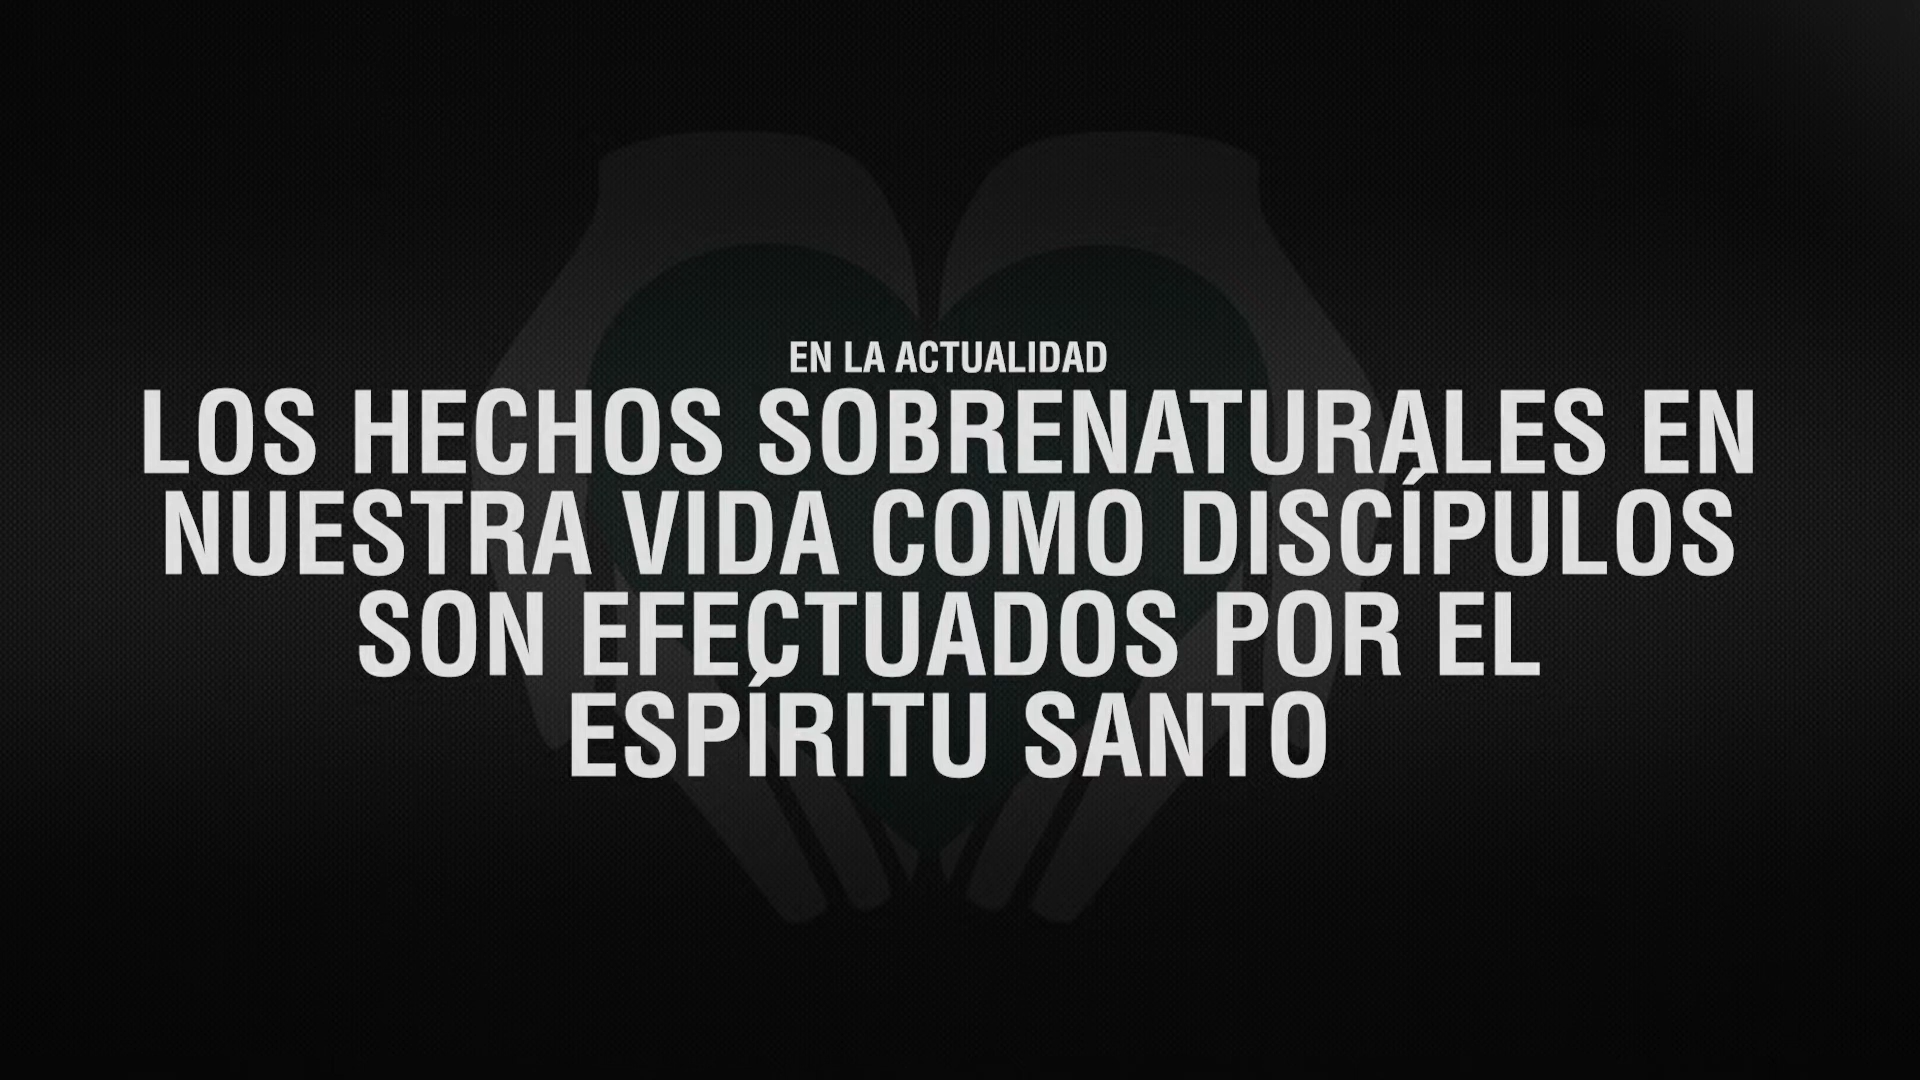 EN LA ACTUALIDAD
LOS HECHOS SOBRENATURALES EN
NUESTRA VIDA COMO DISCÍPULOS
SON EFECTUADOS POR EL
ESPÍRITU SANTO